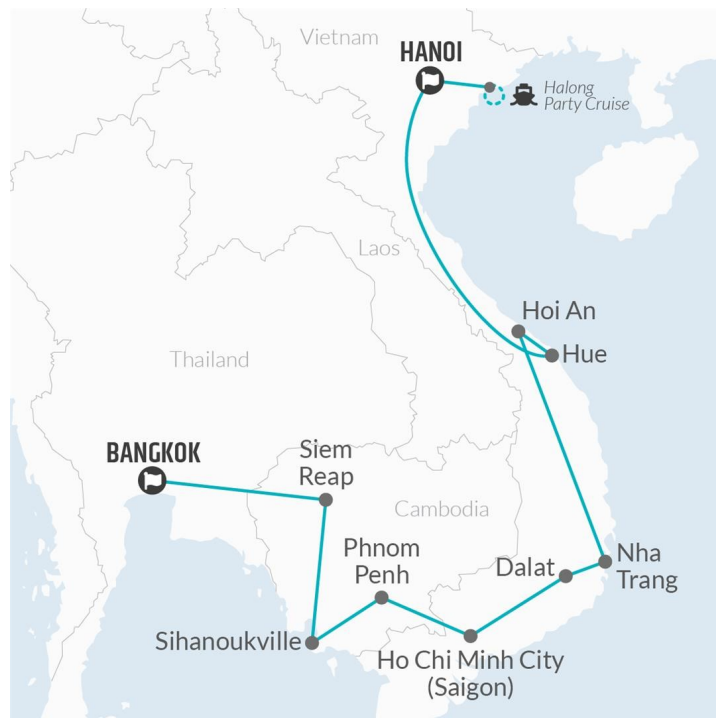 Vietnam
HANOI
Halong
Party Cruise
Laos
Hoi An
Hue
Thailand
BANGKOK
Siem
Reap
Cambodia
Phnom
Penh
Dalat
Nha
Trang
Sihanoukville
Ho Chi Minh City
(Saigon)